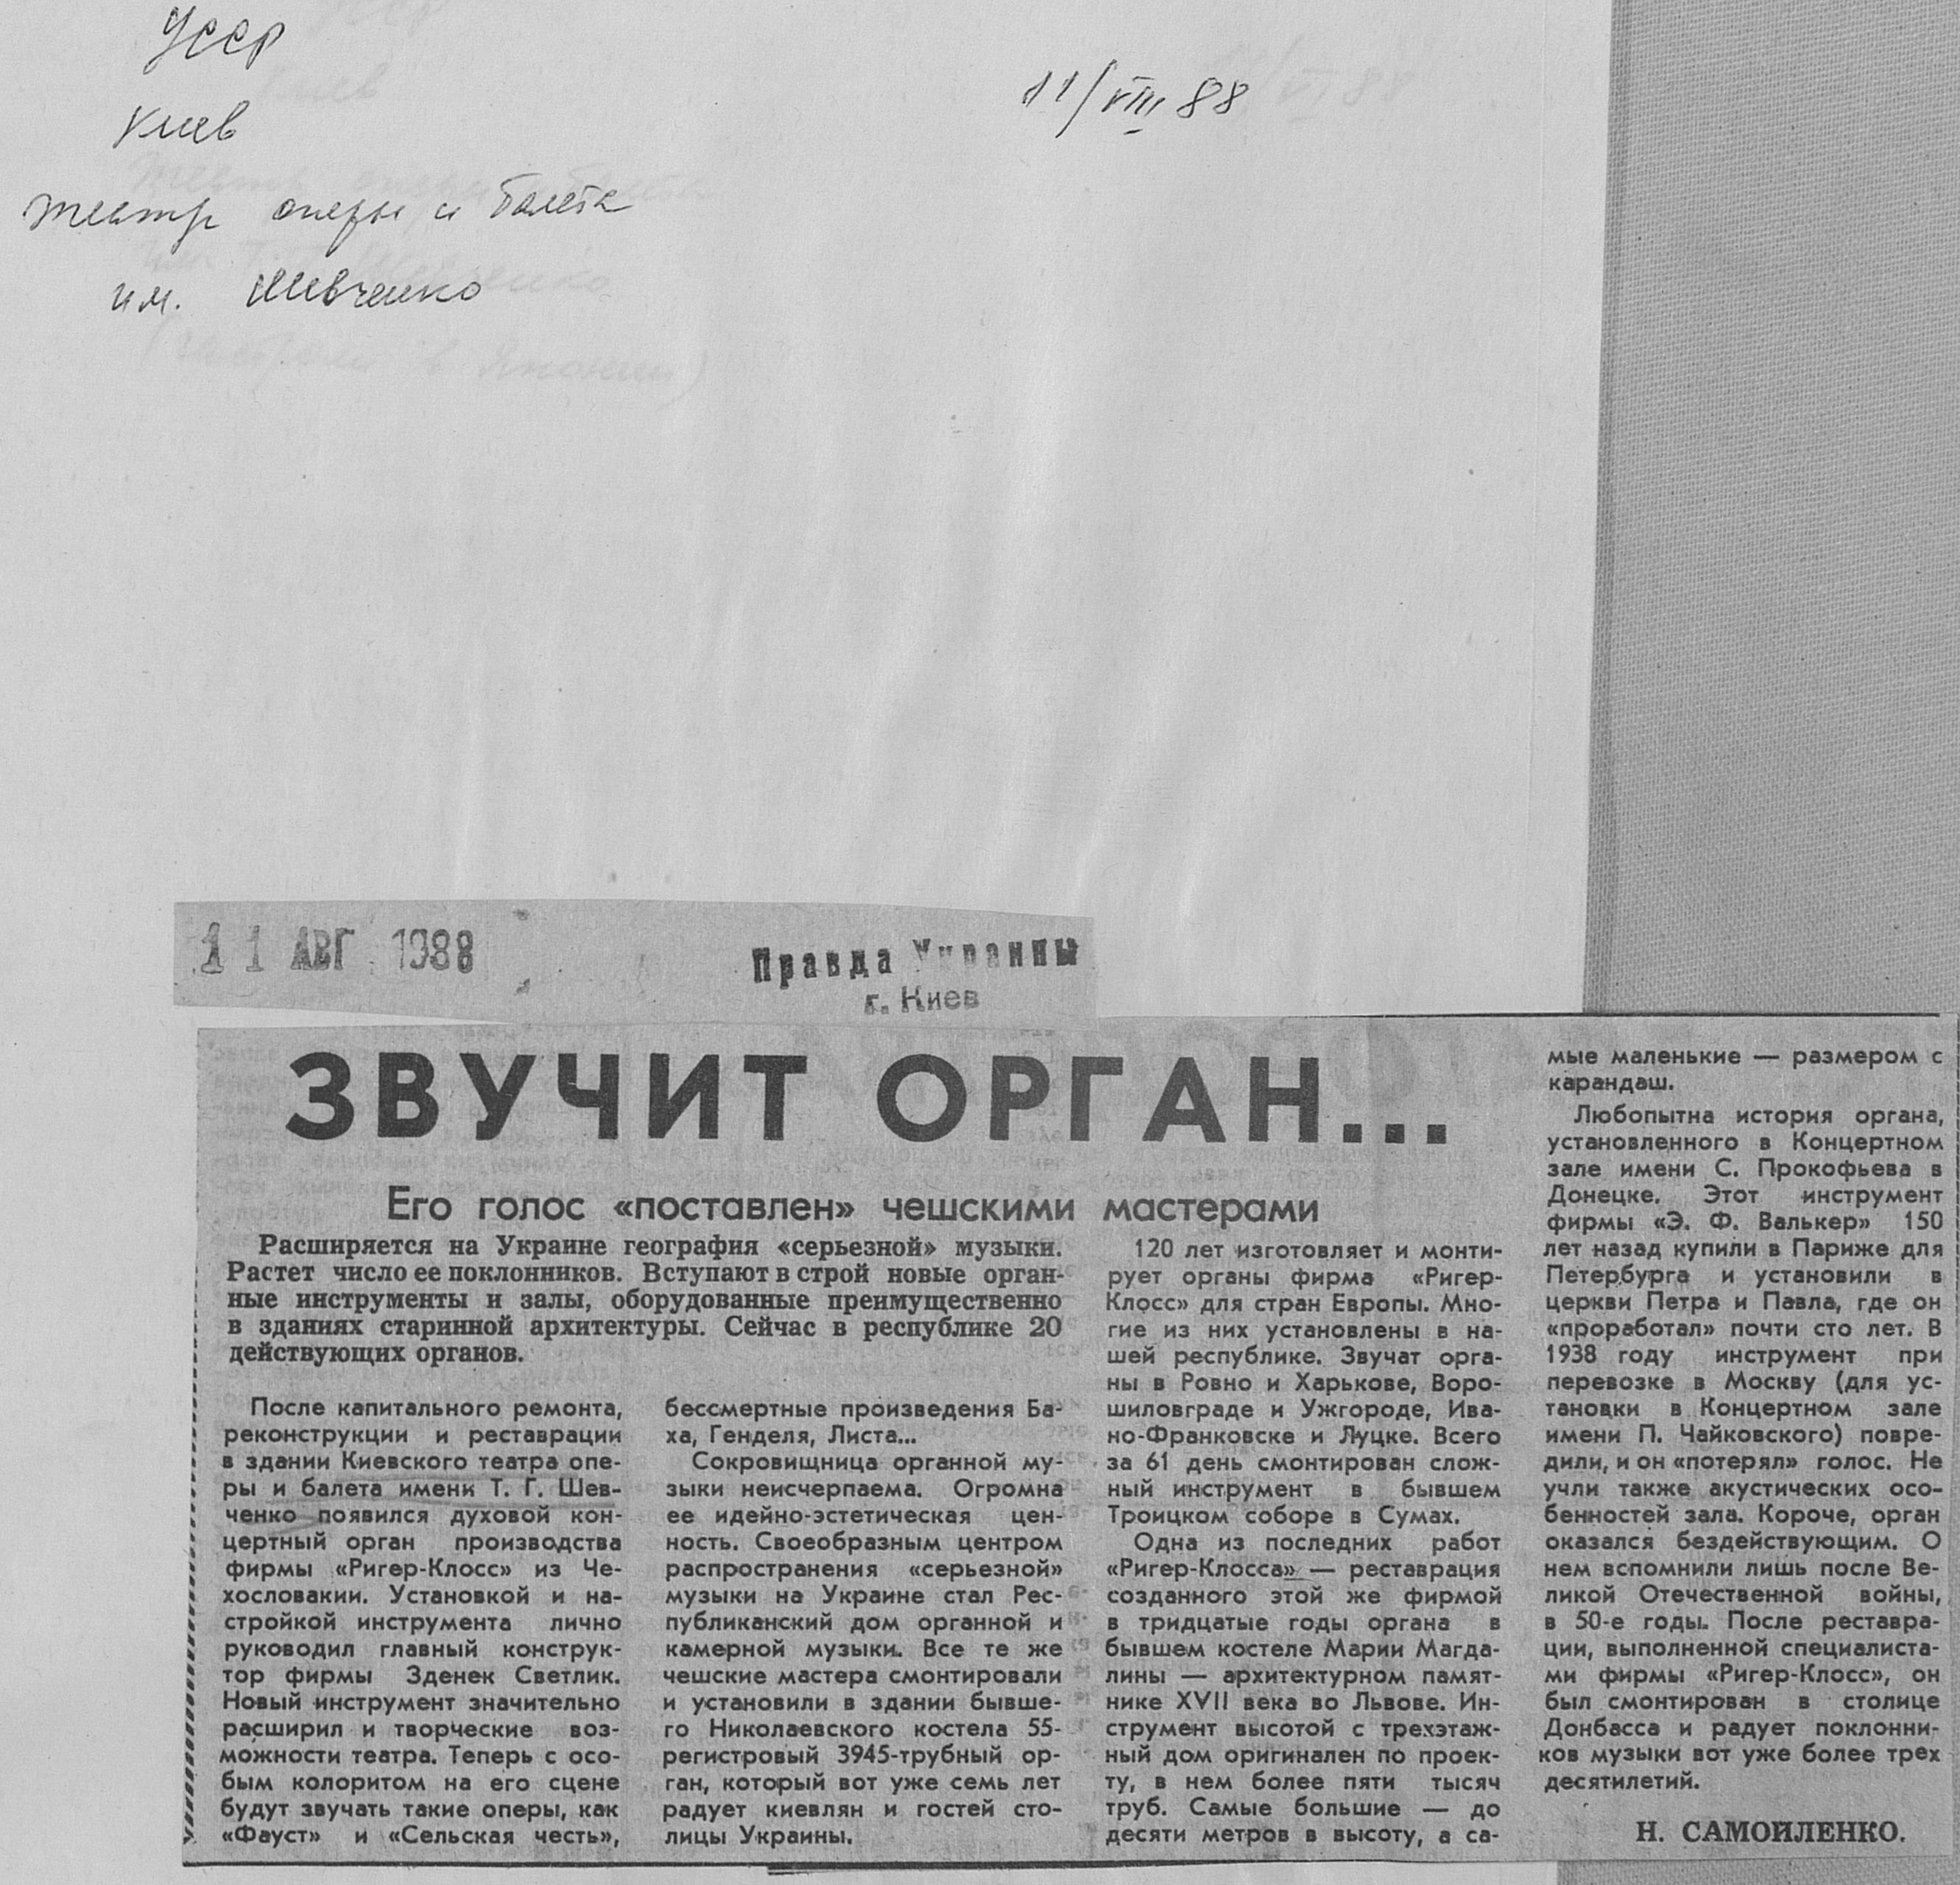 УССР
Киев
театр оперы и балета
им. Шевченко
11/VIII 88
11 АВГ 1988
Правда Украины
г. Киев
ЗВУЧИТ ОРГАН...
Его голос «поставлен» чешскими мастерами
Расширяется на Украине география «серьезной» музыки.
Растет число ее поклонников. Вступают в строй новые орган-
ные инструменты и залы, оборудованные преимущественно
в зданиях старинной архитектуры. Сейчас в республике 20
действующих органов.
После капитального ремонта,
реконструкции и реставрации
в здании Киевского театра опе-
ры и балета имени Т. Г. Шев-
ченко появился духовой кон-
цертный орган производства
фирмы «Ригер-Клосс» из Че-
хословакии. Установкой и на-
стройкой инструмента лично
руководил главный конструк-
тор фирмы Зденек Светлик.
Новый инструмент значительно
расширил и творческие воз-
можности театра. Теперь с осо-
бым колоритом на его сцене
будут звучать такие оперы, как
«Фауст» и «Сельская честь»,
бессмертные произведения Ба-
ха, Генделя, Листа...
Сокровищница органной му-
зыки неисчерпаема. Огромна
ее идейно-эстетическая цен-
ность. Своеобразным центром
распространения «серьезной»
музыки на Украине стал Рес-
публиканский дом органной и
камерной музыки. Все те же
чешские мастера смонтировали
и установили в здании бывше-
го Николаевского костела 55-
регистровый 3945-трубный ор-
ган, который вот уже семь лет
радует киевлян и гостей сто-
лицы Украины.
120 лет изготовляет и монти-
рует органы фирма «Ригер-
Клосс» для стран Европы. Мно-
гие из них установлены в на-
шей республике. Звучат орга-
ны в Ровно и Харькове, Воро-
шиловграде и Ужгороде, Ива-
но-Франковске и Луцке. Всего
за 61 день смонтирован слож-
ный инструмент в бывшем
Троицком соборе в Сумах.
Одна из последних работ
«Ригер-Клосса» — реставрация
созданного этой же фирмой
в тридцатые годы органа в
бывшем костеле Марии Магда-
лины — архитектурном памят-
нике XVII века во Львове. Ин-
струмент высотой с трехэтаж-
ный дом оригинален по проек-
ту, в нем более пяти тысяч
труб. Самые большие — до
десяти метров в высоту, а са-
мые маленькие — размером с
карандаш.
Любопытна история органа,
установленного в Концертном
зале имени С. Прокофьева в
Донецке. Этот инструмент
фирмы «Э. Ф. Валькер» 150
лет назад купили в Париже для
Петербурга и установили в
церкви Петра и Павла, где он
«проработал» почти сто лет. В
1938 году инструмент при
перевозке в Москву (для ус-
тановки в Концертном зале
имени П. Чайковского) повре-
дили, и он «потерял» голос. Не
учли также акустических осо-
бенностей зала. Короче, орган
оказался бездействующим. О
нем вспомнили лишь после Ве-
ликой Отечественной войны,
в 50-е годы. После реставра-
ции, выполненной специалиста-
ми фирмы «Ригер-Клосс», он
был смонтирован в столице
Донбасса и радует поклонни-
ков музыки вот уже более трех
десятилетий.
Н. САМОЙЛЕНКО.